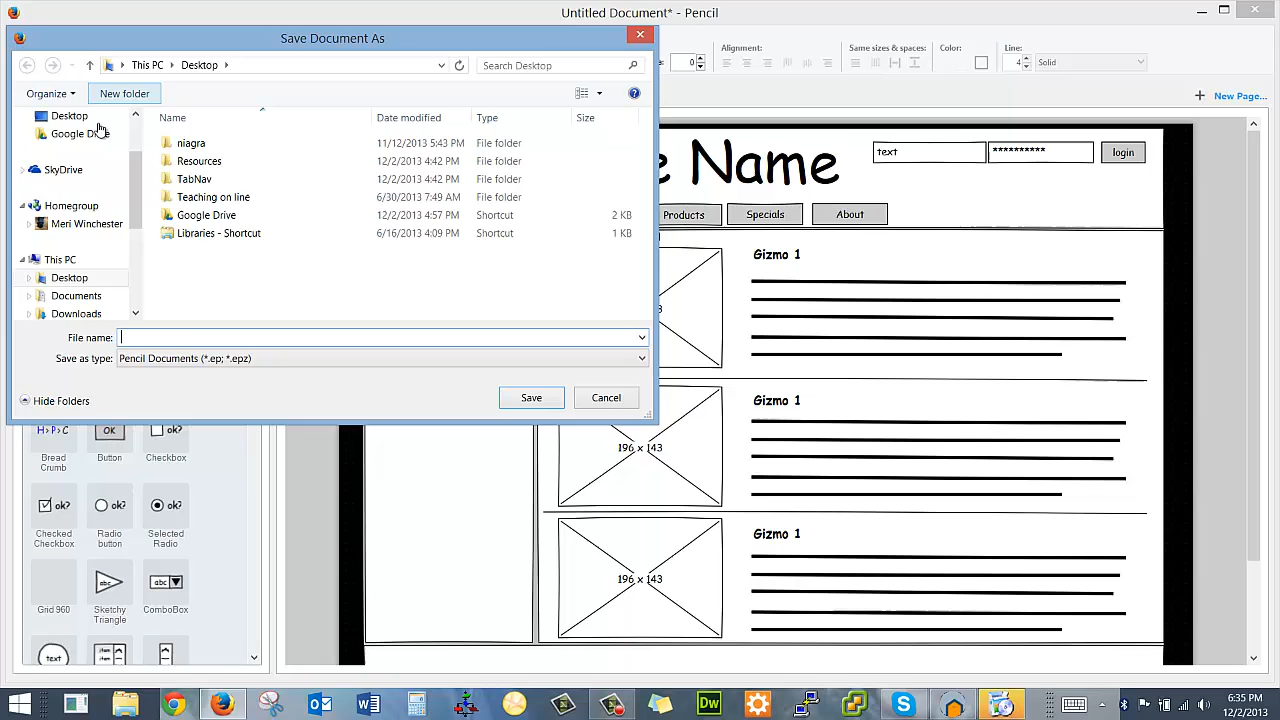 Untitled Document* - Pencil
Save Document As
This PC
Desktop
Search Desktop
Organize
New folder
Name
Date modified
Type
Size
Desktop
SkyDrive
Homegroup
Meri Winchester
This PC
Desktop
Documents
Downloads
niagra 11/12/2013 5:43 PM File folder
Resources 12/2/2013 4:42 PM File folder
TabNav 12/2/2013 4:42 PM File folder
Teaching on line 6/30/2013 7:49 AM File folder
Google Drive 12/2/2013 4:57 PM Shortcut 2 KB
Libraries - Shortcut 6/16/2013 4:09 PM Shortcut 1 KB
File name:
Save as type: Pencil Documents (*.ep; *.epz)
Hide Folders
Save
Cancel
0
Alignment:
Same sizes & spaces:
Color:
Line:
4
Solid
New Page...
Name
text
**********
login
Products
Specials
About
Gizmo 1
Gizmo 1
196 x 143
Gizmo 1
196 x 143
H>P>C
OK
ok?
Bread
Crumb
Button
Checkbox
ok?
ok?
ok?
Checked
Checkbox
Radio
button
Selected
Radio
abc
abc
Grid 960
Sketchy
Triangle
ComboBox
text
item
item
6:35 PM
12/2/2013